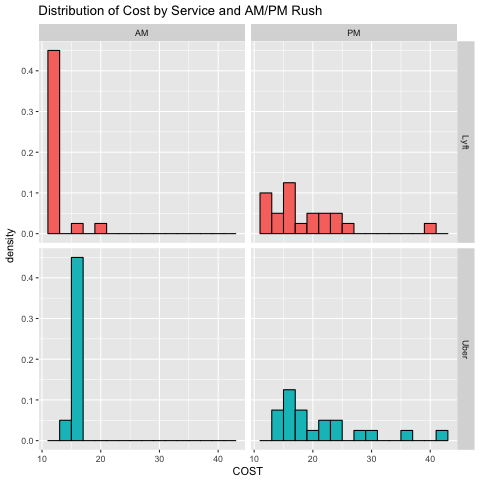 Distribution of Cost by Service and AM/PM Rush
AM
PM
0.4
0.3
0.2
0.1
0.0
Lyft
density
0.4
0.3
0.2
0.1
0.0
Uber
10
20
30
40
10
20
30
40
COST